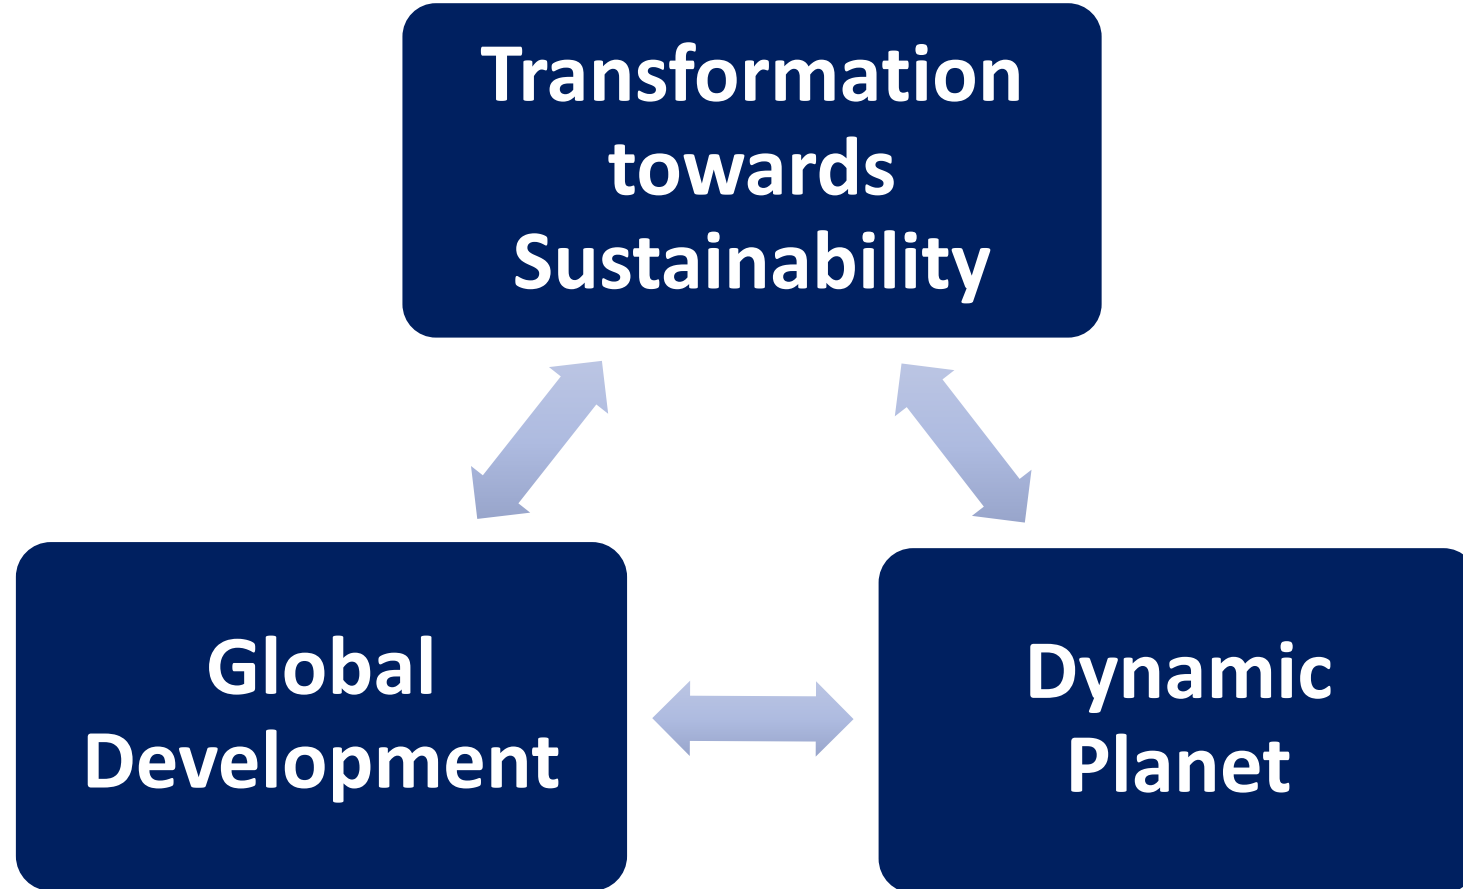 Transformation
towards
Sustainability
Global
Development
Dynamic
Planet